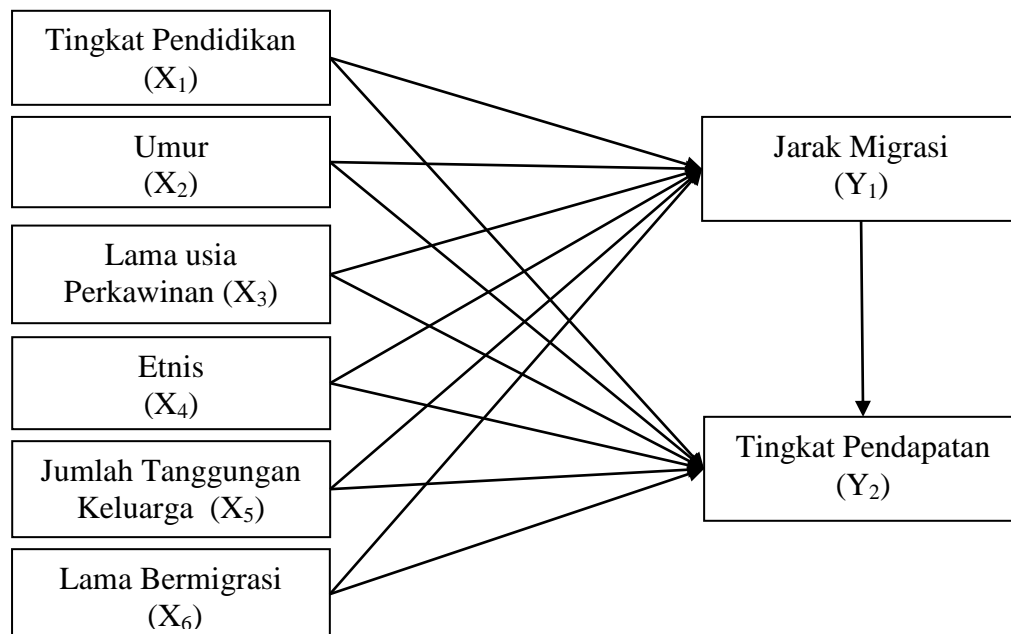 Tingkat Pendidikan
(X₁)
Umur
(X₂)
Lama usia
Perkawinan (X₃)
Etnis
(X₄)
Jumlah Tanggungan
Keluarga (X₅)
Lama Bermigrasi
(X₆)
Jarak Migrasi
(Y₁)
Tingkat Pendapatan
(Y₂)